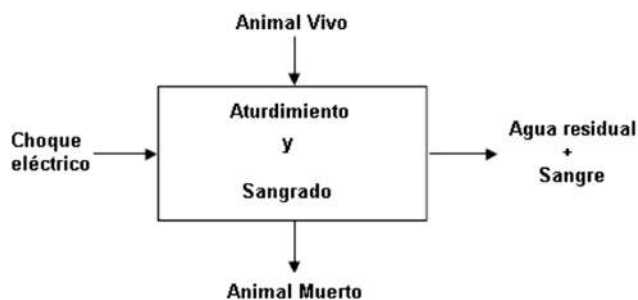 Animal Vivo
Choque
eléctrico
Aturdimiento
y
Sangrado
Agua residual
+
Sangre
Animal Muerto